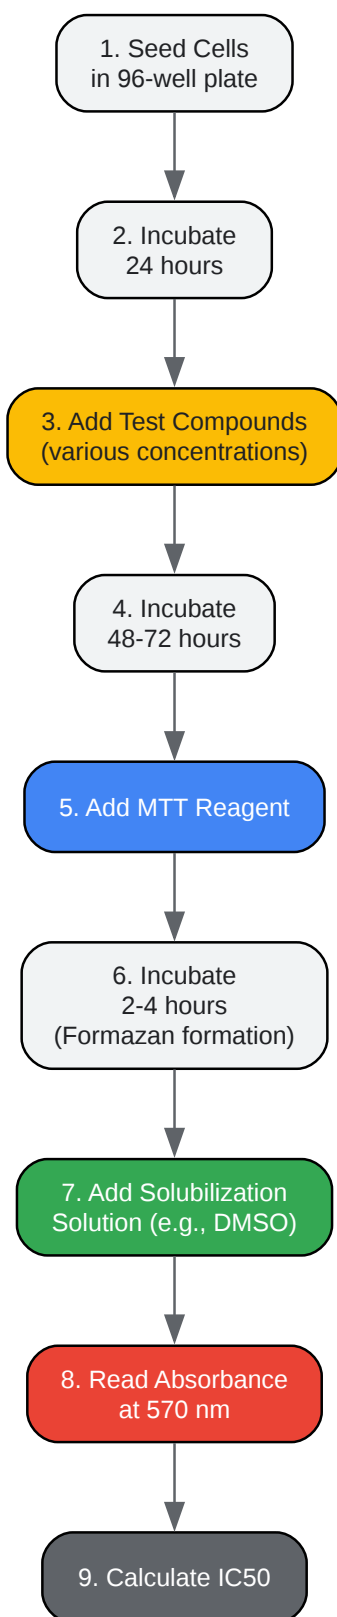 1. Seed Cells
in 96-well plate
2. Incubate
24 hours
3. Add Test Compounds
(various concentrations)
4. Incubate
48-72 hours
5. Add MTT Reagent
6. Incubate
2-4 hours
(Formazan formation)
7. Add Solubilization
Solution (e.g., DMSO)
8. Read Absorbance
at 570 nm
9. Calculate IC50